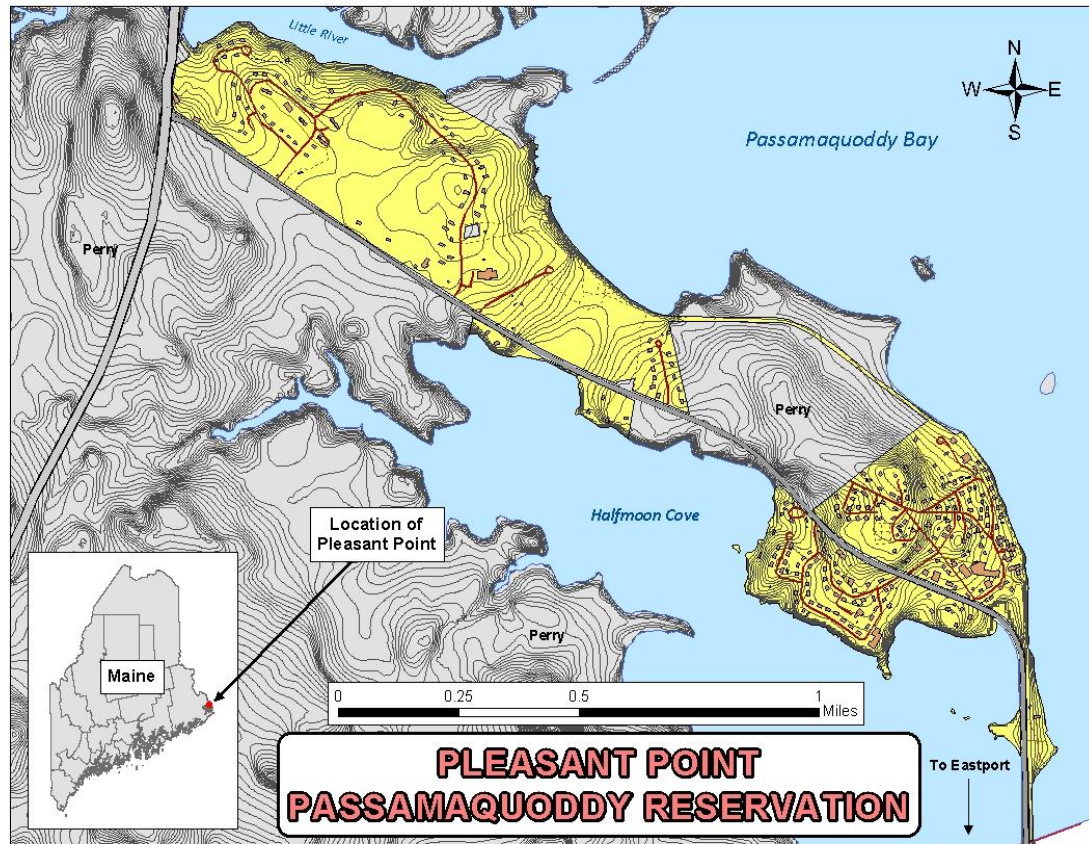 Little River
N
W E
S
Passamaquoddy Bay
Perry
Perry
Halfmoon Cove
Location of
Pleasant Point
Perry
Maine
0 0.25 0.5 1
Miles
PLEASANT POINT
PASSAMAQUODDY RESERVATION
To Eastport